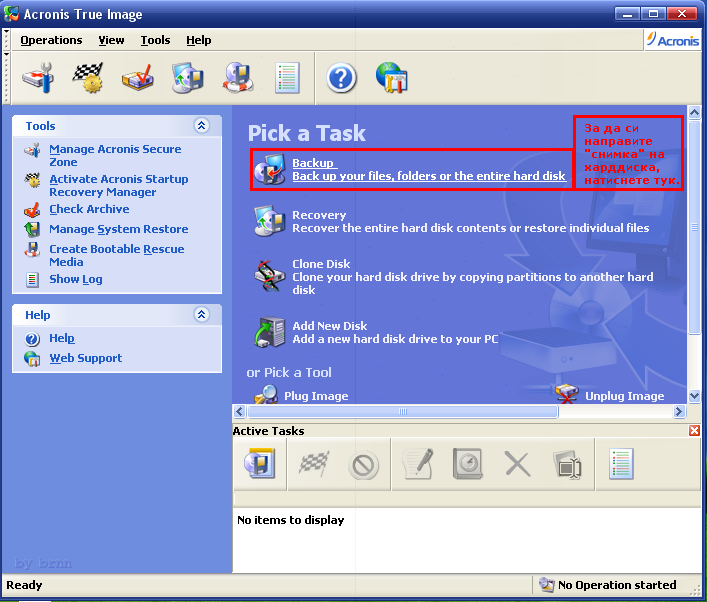 Acronis True Image
Operations View Tools Help
Acronis
Tools
Manage Acronis Secure
Zone
Activate Acronis Startup
Recovery Manager
Check Archive
Manage System Restore
Create Bootable Rescue
Media
Show Log
Help
Help
Web Support
Pick a Task
Backup
Back up your files, folders or the entire hard disk
За да си
направите
"снимка" на
харддиска,
натиснете тук.
Recovery
Recover the entire hard disk contents or restore individual files
Clone Disk
Clone your hard disk drive by copying partitions to another hard
disk
Add New Disk
Add a new hard disk drive to your PC
or Pick a Tool
Plug Image
Unplug Image
Active Tasks
No items to display
by brnn
Ready
No Operation started